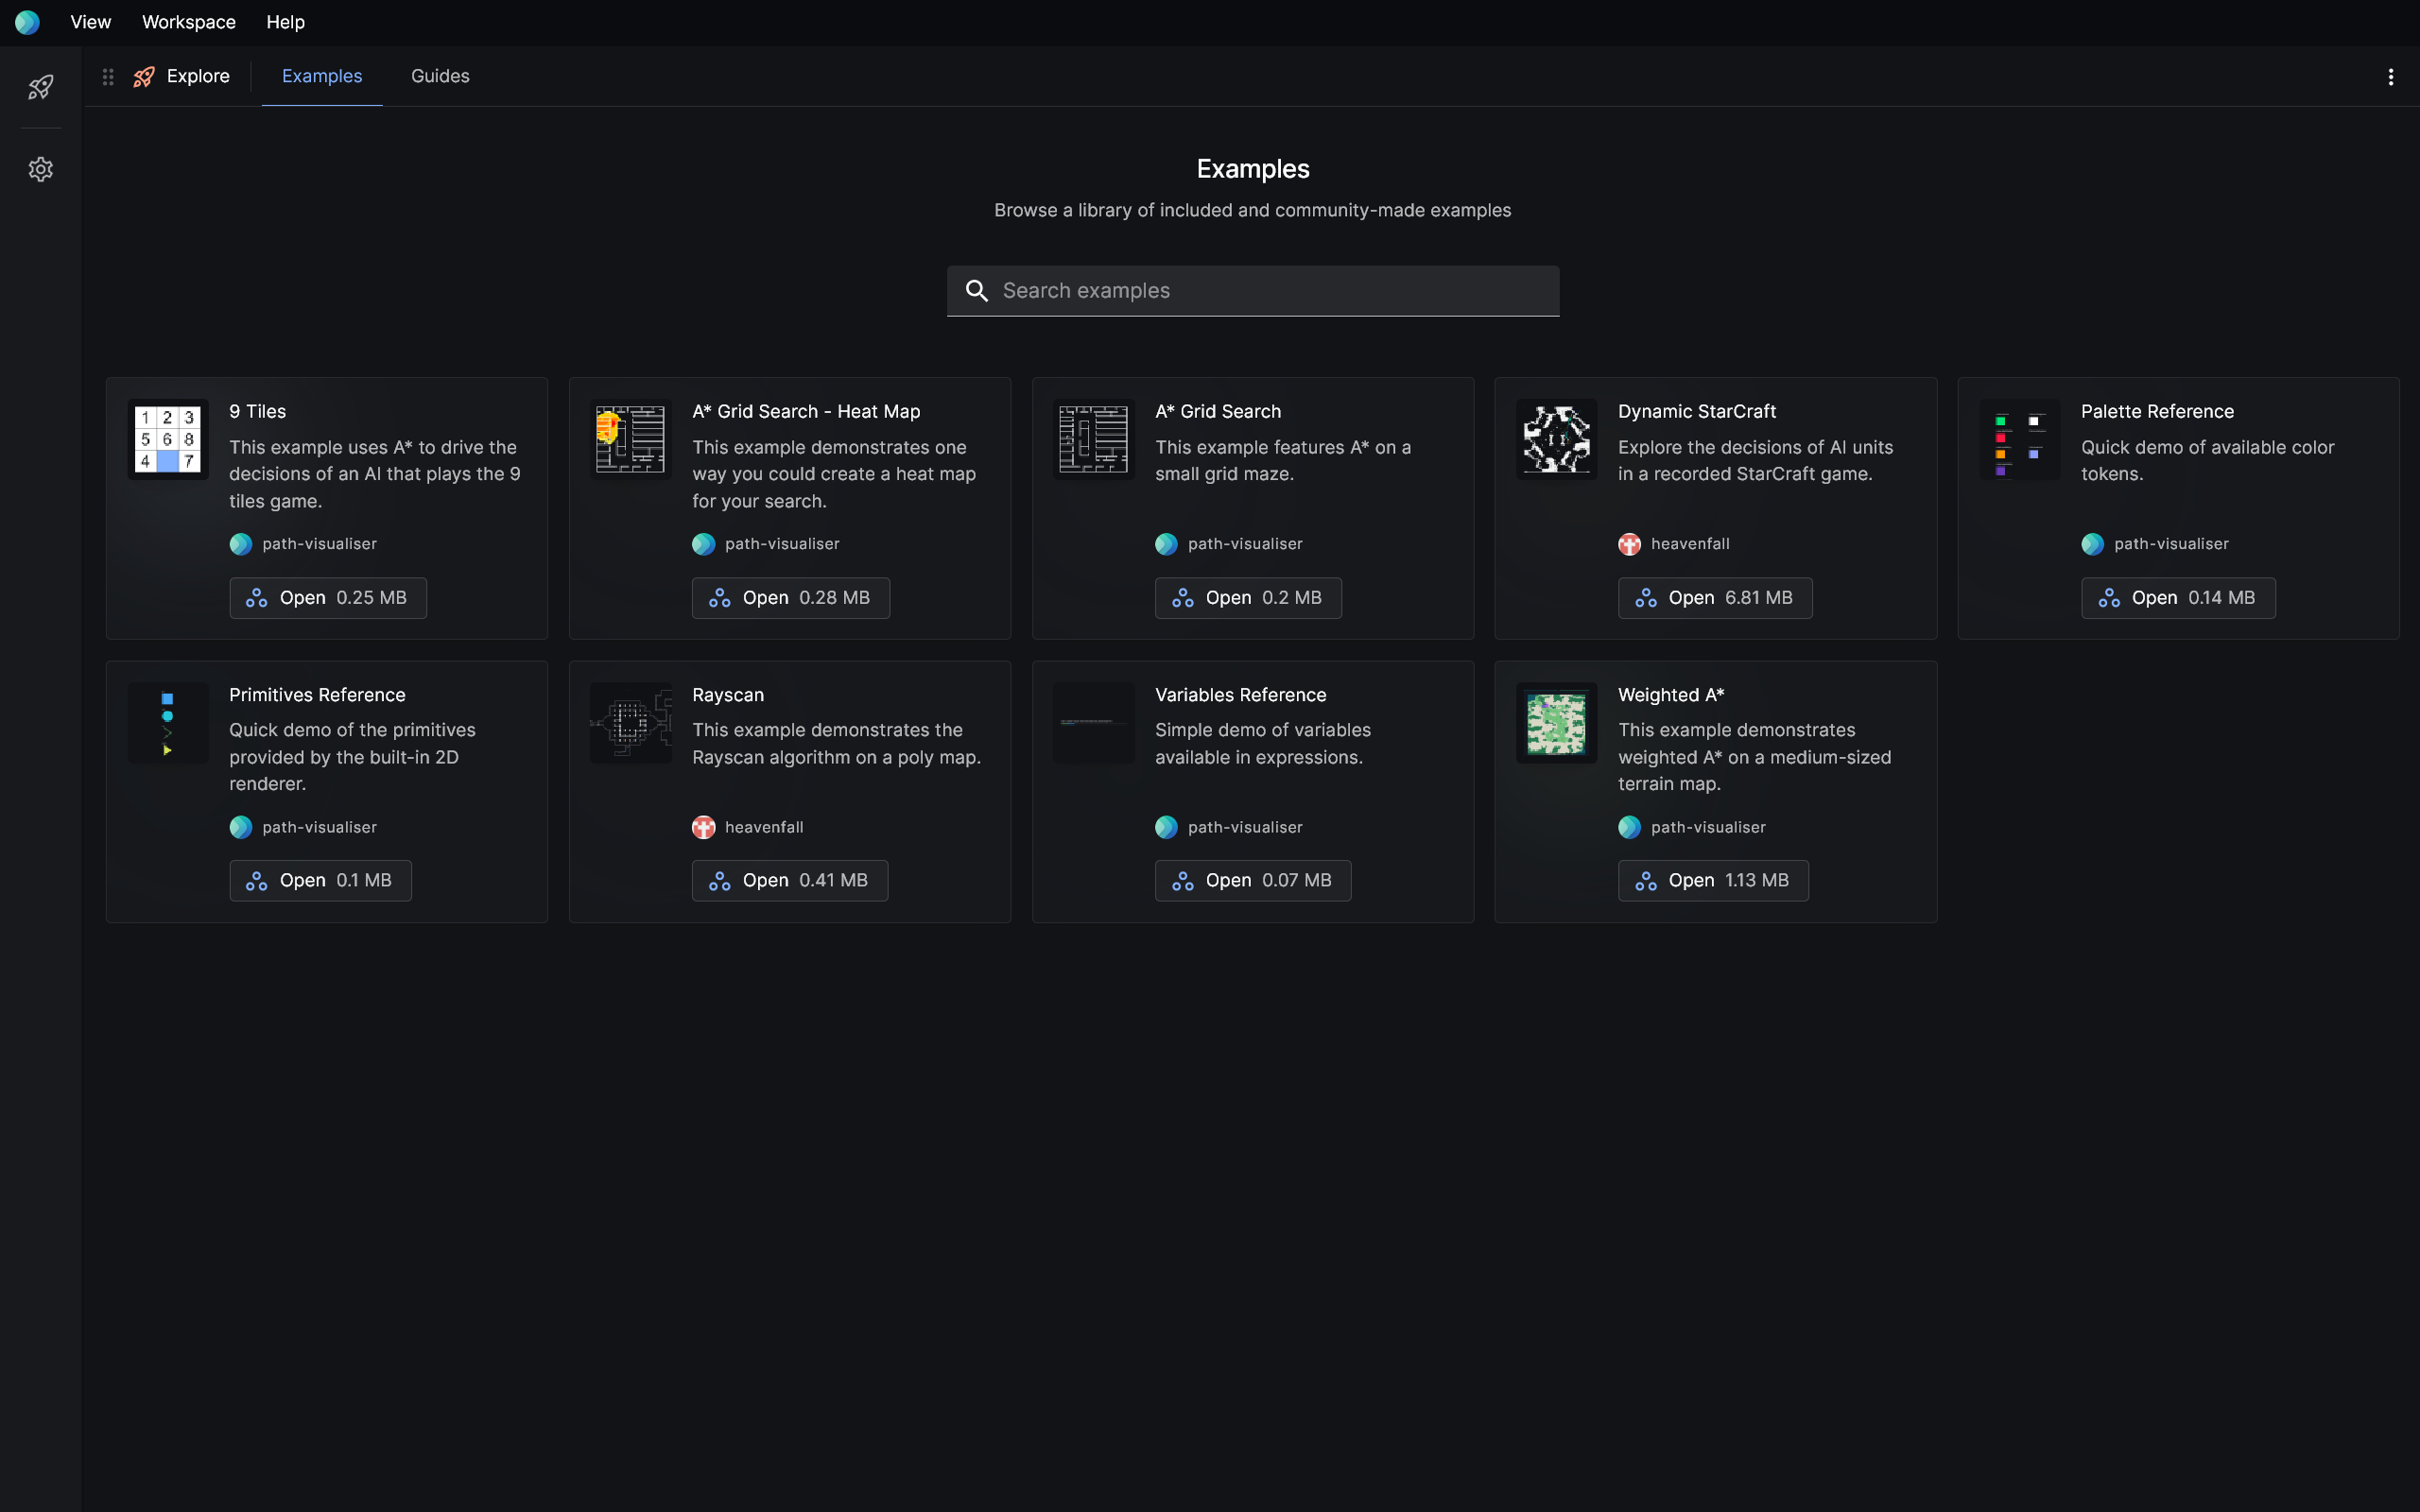 View Workspace Help
Explore Examples Guides
Examples
Browse a library of included and community-made examples
Search examples
1 2 3
5 6 8
4 7
9 Tiles
This example uses A* to drive the
decisions of an AI that plays the 9
tiles game.
path-visualiser
Open 0.25 MB
A* Grid Search - Heat Map
This example demonstrates one
way you could create a heat map
for your search.
path-visualiser
Open 0.28 MB
A* Grid Search
This example features A* on a
small grid maze.
path-visualiser
Open 0.2 MB
Dynamic StarCraft
Explore the decisions of AI units
in a recorded StarCraft game.
heavenfall
Open 6.81 MB
Palette Reference
Quick demo of available color
tokens.
path-visualiser
Open 0.14 MB
Primitives Reference
Quick demo of the primitives
provided by the built-in 2D
renderer.
path-visualiser
Open 0.1 MB
Rayscan
This example demonstrates the
Rayscan algorithm on a poly map.
heavenfall
Open 0.41 MB
Variables Reference
Simple demo of variables
available in expressions.
path-visualiser
Open 0.07 MB
Weighted A*
This example demonstrates
weighted A* on a medium-sized
terrain map.
path-visualiser
Open 1.13 MB